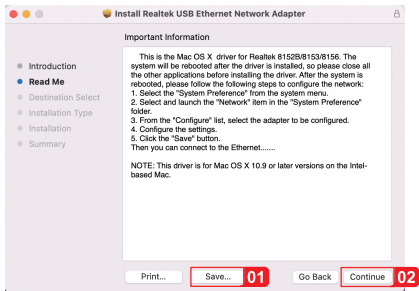 Install Realtek USB Ethernet Network Adapter
Important Information
Introduction
Read Me
Destination Select
Installation Type
Installation
Summary
This is the Mac OS X driver for Realtek 8152B/8153/8156. The
system will be rebooted after the driver is installed, so please close all
the other applications before installing the driver. After the system is
rebooted, please follow the following steps to configure the network:
1. Select the "System Preference" from the system menu.
2. Select and launch the "Network" item in the "System Preference"
folder.
3. From the "Configure" list, select the adapter to be configured.
4. Configure the settings.
5. Click the "Save" button.
Then you can connect to the Ethernet.......
NOTE: This driver is for Mac OS X 10.9 or later versions on the Intel-
based Mac.
Print... Save... 01 Go Back Continue 02